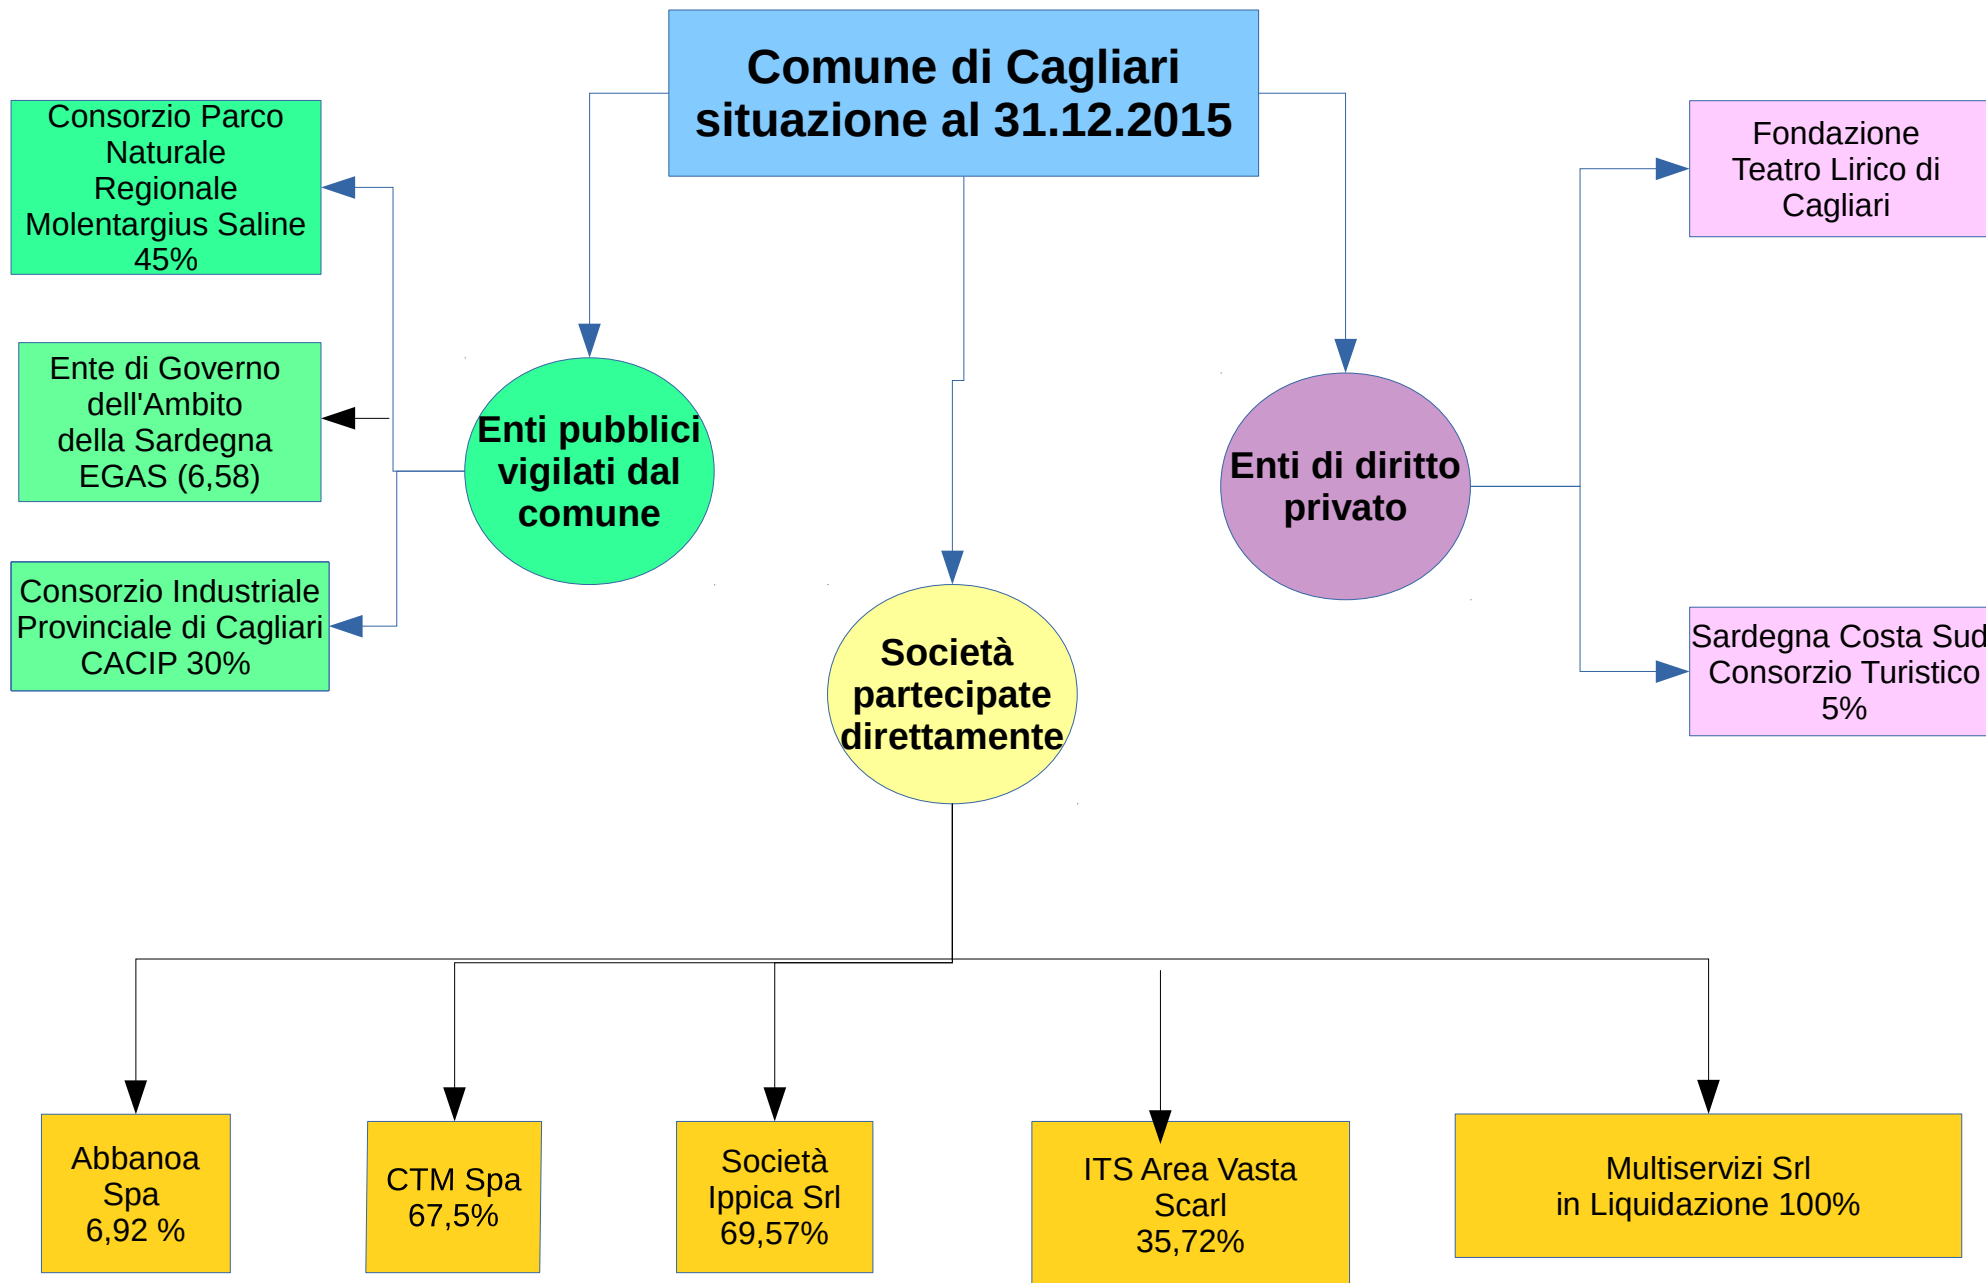 Comune di Cagliari
situazione al 31.12.2015
Consorzio Parco
Naturale
Regionale
Molentargius Saline
45%
Ente di Governo
dell'Ambito
della Sardegna
EGAS (6,58)
Consorzio Industriale
Provinciale di Cagliari
CACIP 30%
Enti pubblici
vigilati dal
comune
Società
partecipate
direttamente
Enti di diritto
privato
Fondazione
Teatro Lirico di
Cagliari
Sardegna Costa Sud
Consorzio Turistico
5%
Abbanoa
Spa
6,92 %
CTM Spa
67,5%
Società
Ippica Srl
69,57%
ITS Area Vasta
Scarl
35,72%
Multiservizi Srl
in Liquidazione 100%